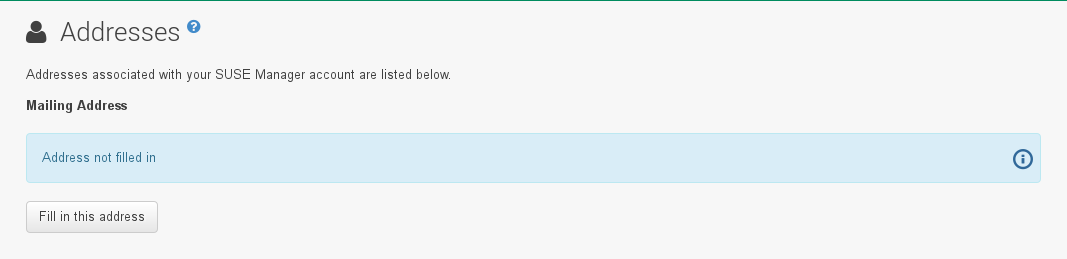 Addresses
Addresses associated with your SUSE Manager account are listed below.
Mailing Address
Address not filled in
Fill in this address